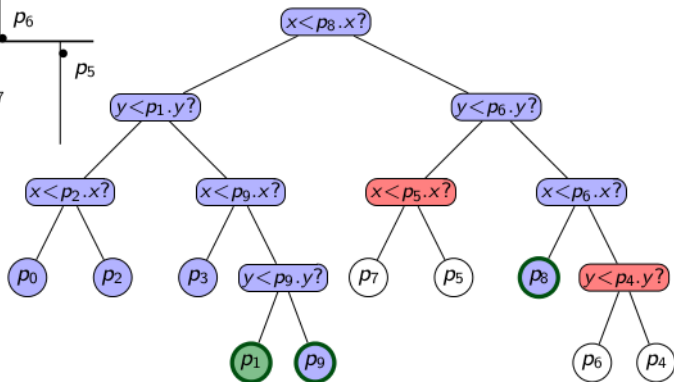 p6
p5
x<p8.x?
y<p1.y?
y<p6.y?
x<p2.x?
x<p9.x?
x<p5.x?
x<p6.x?
p0
p2
p3
y<p9.y?
p7
p5
p8
y<p4.y?
p1
p9
p6
p4